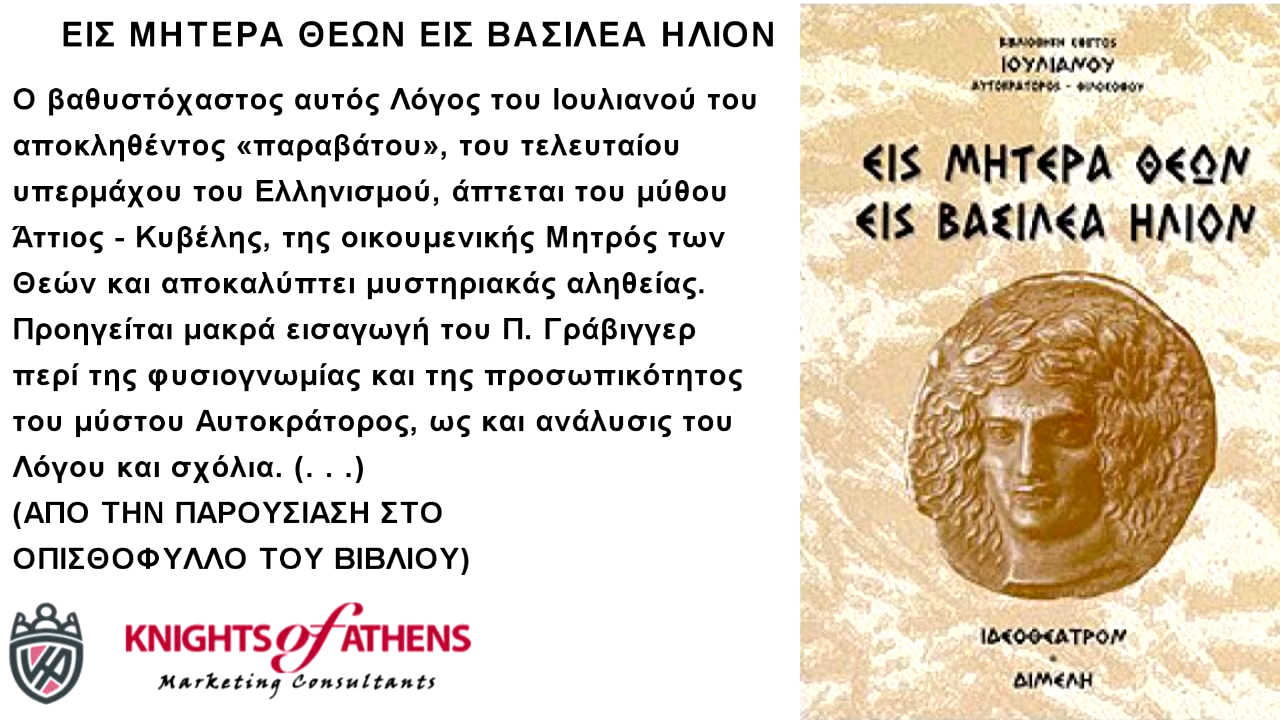 ΕΙΣ ΜΗΤΕΡΑ ΘΕΩΝ ΕΙΣ ΒΑΣΙΛΕΑ ΗΛΙΟΝ
Ο βαθυστόχαστος αυτός Λόγος του Ιουλιανού του
αποκληθέντος «παραβάτου», του τελευταίου
υπερμάχου του Ελληνισμού, άπτεται του μύθου
Άττιος - Κυβέλης, της οικουμενικής Μητρός των
Θεών και αποκαλύπτει μυστηριακάς αληθείας.
Προηγείται μακρά εισαγωγή του Π. Γράβιγγερ
περί της φυσιογνωμίας και της προσωπικότητος
του μύστου Αυτοκράτορος, ως και ανάλυσις του
Λόγου και σχόλια. (. . .)
(ΑΠΟ ΤΗΝ ΠΑΡΟΥΣΙΑΣΗ ΣΤΟ
ΟΠΙΣΘΟΦΥΛΛΟ ΤΟΥ ΒΙΒΛΙΟΥ)
KNIGHTS of ATHENS
Marketing Consultants
ΙΟΥΛΙΑΝΟΥ
ΑΥΤΟΚΡΑΤΟΡΟΣ - ΦΙΛΟΣΟΦΟΥ
ΕΙΣ ΜΗΤΕΡΑ ΘΕΩΝ
ΕΙΣ ΒΑΣΙΛΕΑ ΗΛΙΟΝ
ΙΔΕΟΘΕΑΤΡΟΝ
ΔΙΜΕΛΗ